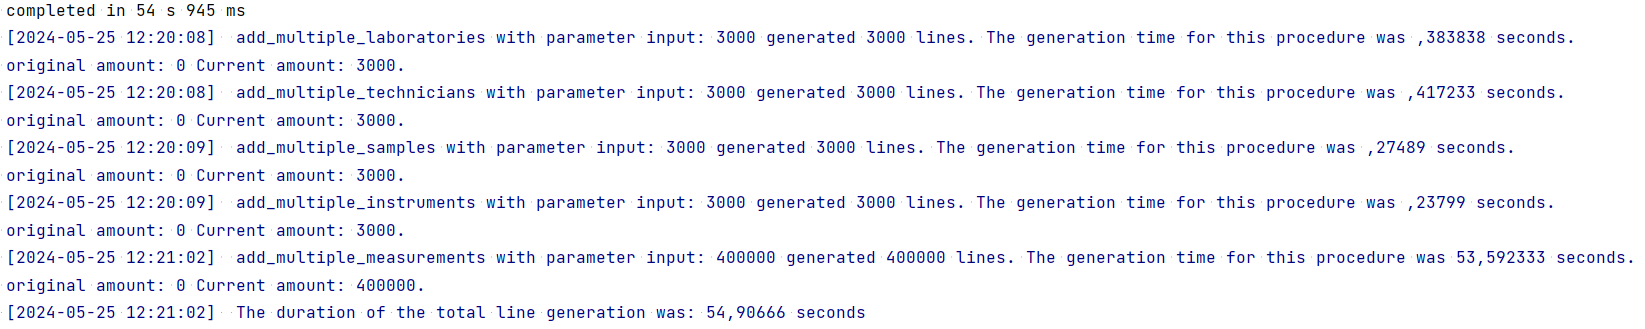 completed in 54 s 945 ms
[2024-05-25 12:20:08] add_multiple_laboratories with parameter input: 3000 generated 3000 lines. The generation time for this procedure was ,383838 seconds.
original amount: 0 Current amount: 3000.
[2024-05-25 12:20:08] add_multiple_technicians with parameter input: 3000 generated 3000 lines. The generation time for this procedure was ,417233 seconds.
original amount: 0 Current amount: 3000.
[2024-05-25 12:20:09] add_multiple_samples with parameter input: 3000 generated 3000 lines. The generation time for this procedure was ,27489 seconds.
original amount: 0 Current amount: 3000.
[2024-05-25 12:20:09] add_multiple_instruments with parameter input: 3000 generated 3000 lines. The generation time for this procedure was ,23799 seconds.
original amount: 0 Current amount: 3000.
[2024-05-25 12:21:02] add_multiple_measurements with parameter input: 400000 generated 400000 lines. The generation time for this procedure was 53,592333 seconds.
original amount: 0 Current amount: 400000.
[2024-05-25 12:21:02] The duration of the total line generation was: 54,90666 seconds